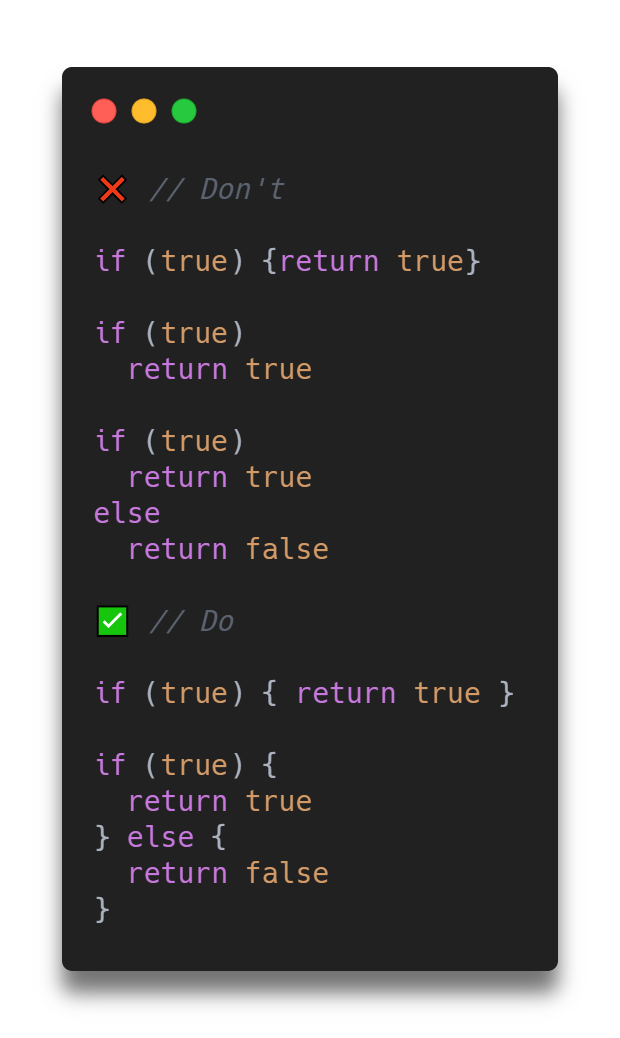 ❌ // Don't
if (true) {return true}
if (true)
  return true
if (true)
  return true
else
  return false
✅ // Do
if (true) { return true }
if (true) {
  return true
} else {
  return false
}